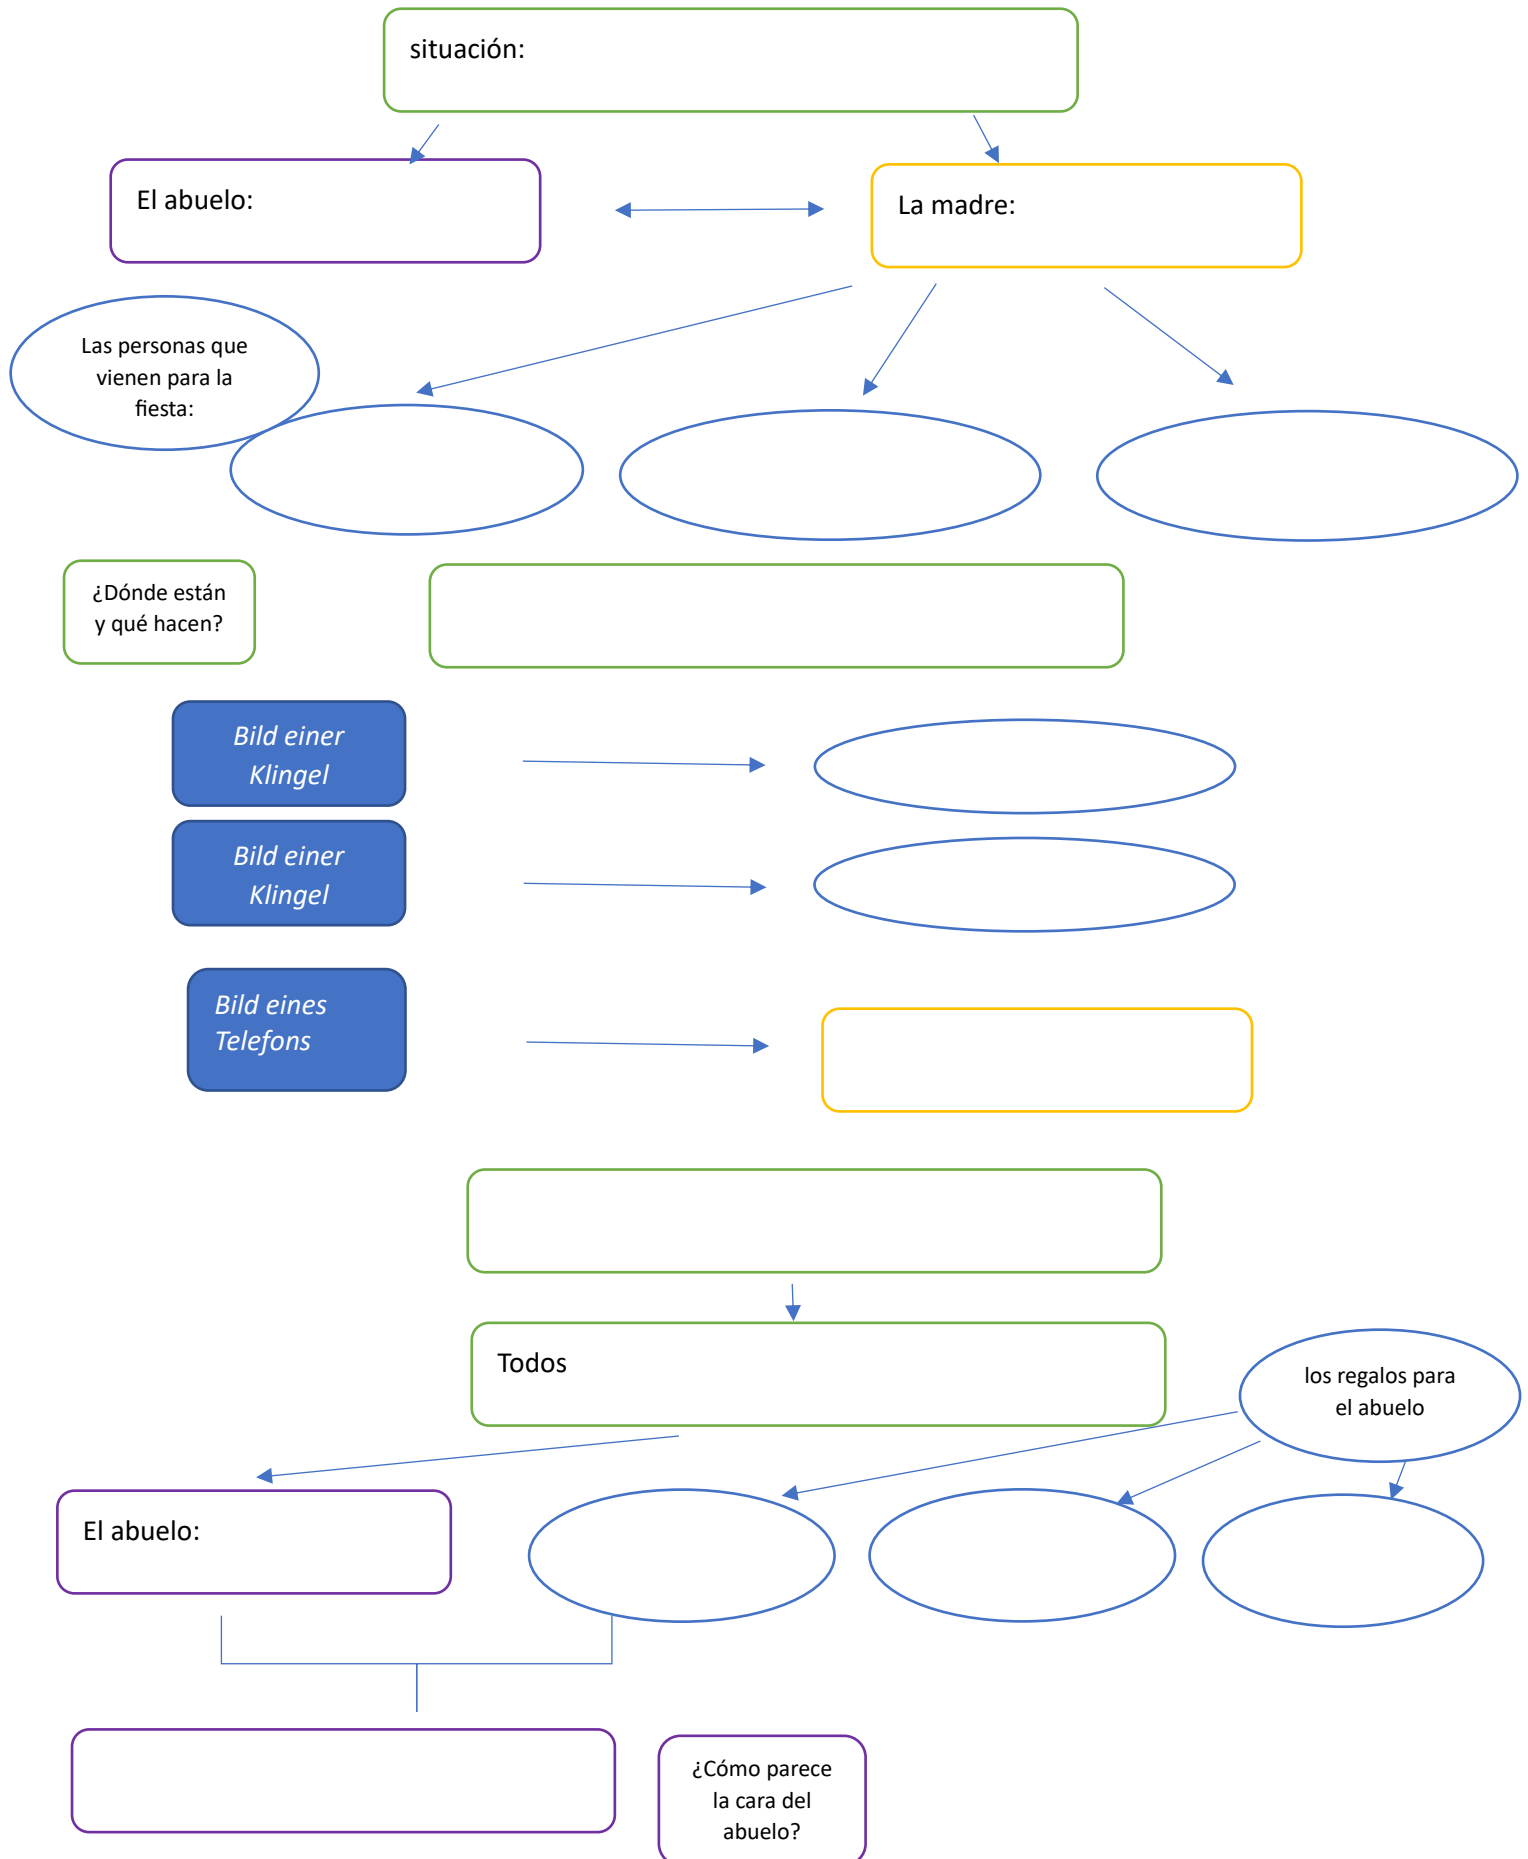 situación:
El abuelo:
La madre:
Las personas que
vienen para la
fiesta:
¿Dónde están
y qué hacen?
Bild einer
Klingel
Bild einer
Klingel
Bild eines
Telefons
Todos
los regalos para
el abuelo
El abuelo:
¿Cómo parece
la cara del
abuelo?